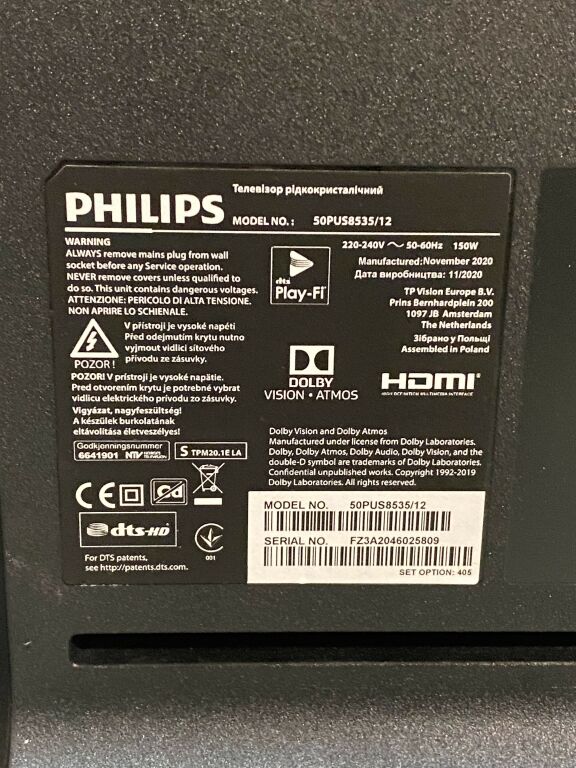 Телевізор рідкокристалічний
PHILIPS MODEL NO.: 50PUS8535/12
WARNING
ALWAYS remove mains plug from wall
socket before any Service operation.
NEVER remove covers unless qualified to
do so. This unit contains dangerous voltages.
ATTENZIONE: PERICOLO DI ALTA TENSIONE.
NON APRIRE LO SCHIENALE.
POZOR !
V přístroji je vysoké napětí
Před odejmutím krytu nutno
vyjmout vidlici síťového
přívodu ze zásuvky.
POZOR! V prístroji je vysoké napätie.
Pred otvorením krytu je potrebné vybrat
vidlicu elektrického prívodu zo zásuvky.
Vigyázat, nagyfeszültség!
A készülek burkolatának
eltávolítása életveszélyes!
Godkjenningsnummer
6641901 NTV
S TPM20.1E LA
CE
dts-HD
001
For DTS patents,
see http://patents.dts.com.
dts
Play-Fi
220-240V ~ 50-60Hz 150W
Manufactured:November 2020
Дата виробництва: 11/2020
TP Vision Europe B.V.
Prins Bernhardplein 200
1097 JB Amsterdam
The Netherlands
Зібрано у Польщі
Assembled in Poland
DOLBY
VISION·ATMOS
HDMI
HIGH DEFINITION MULTIMEDIA INTERFACE
Dolby Vision and Dolby Atmos
Manufactured under license from Dolby Laboratories.
Dolby, Dolby Atmos, Dolby Audio, Dolby Vision, and the
double-D symbol are trademarks of Dolby Laboratories.
Confidential unpublished works. Copyright 1992-2019
Dolby Laboratories. All rights reserved.
MODEL NO. 50PUS8535/12
SERIAL NO. FZ3A2046025809
SET OPTION: 405